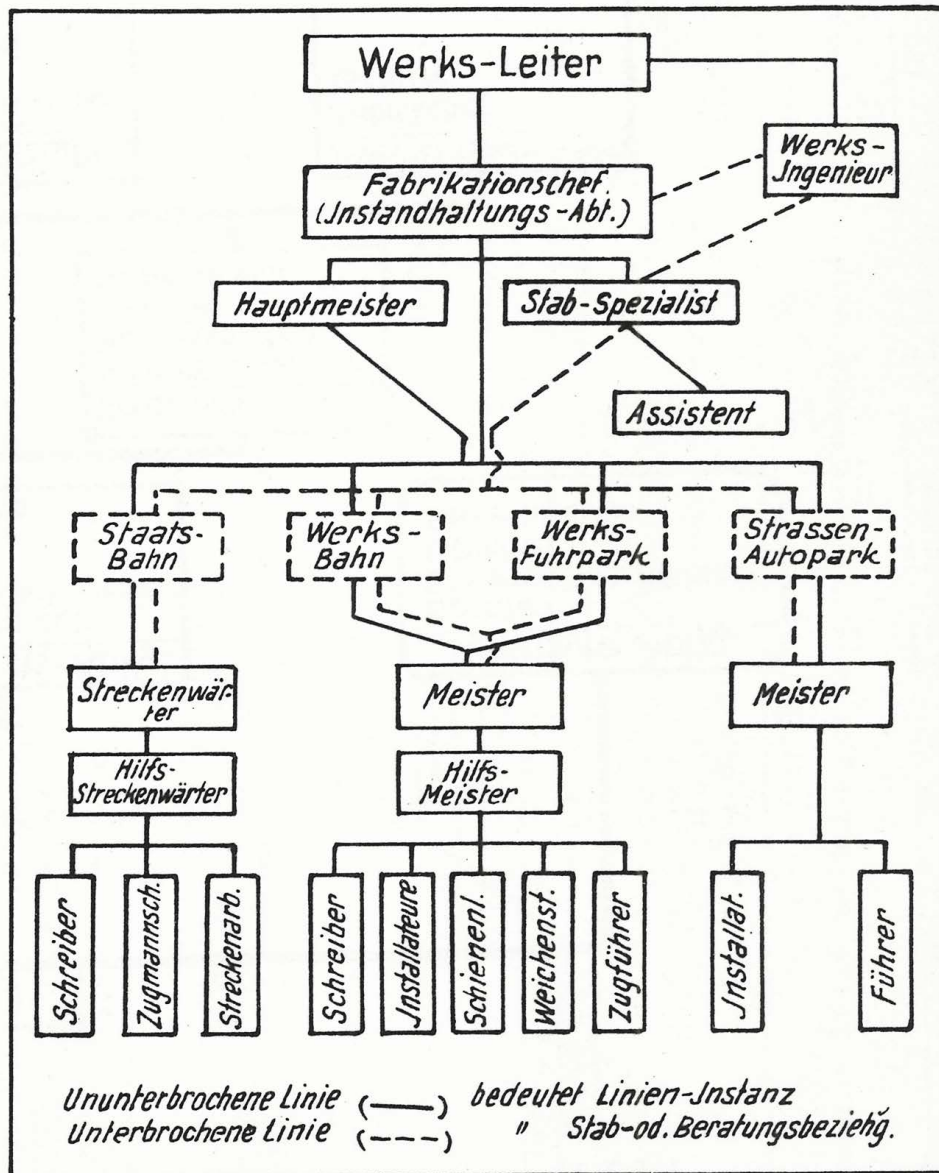 Werks-Leiter
Werks-
Jngenieur
Fabrikationschef.
(Jnstandhaltungs-Abt.)
Hauptmeister
Stab-Spezialist
Assistent
Staats-
Bahn
Werks-
Bahn
Werks-
Fuhrpark
Strassen-
Autopark
Streckenwär-
ter
Meister
Meister
Hilfs-
Streckenwärter
Hilfs-
Meister
Schreiber
Zugmannsch.
Streckenarb.
Schreiber
Jnstallateure
Schienenl.
Weichenst.
Zugführer
Jnstallat.
Führer
Ununterbrochene Linie (——) bedeutet Linien-Jnstanz
Unterbrochene Linie (----) " Stab-od. Beratungsbeziehg.